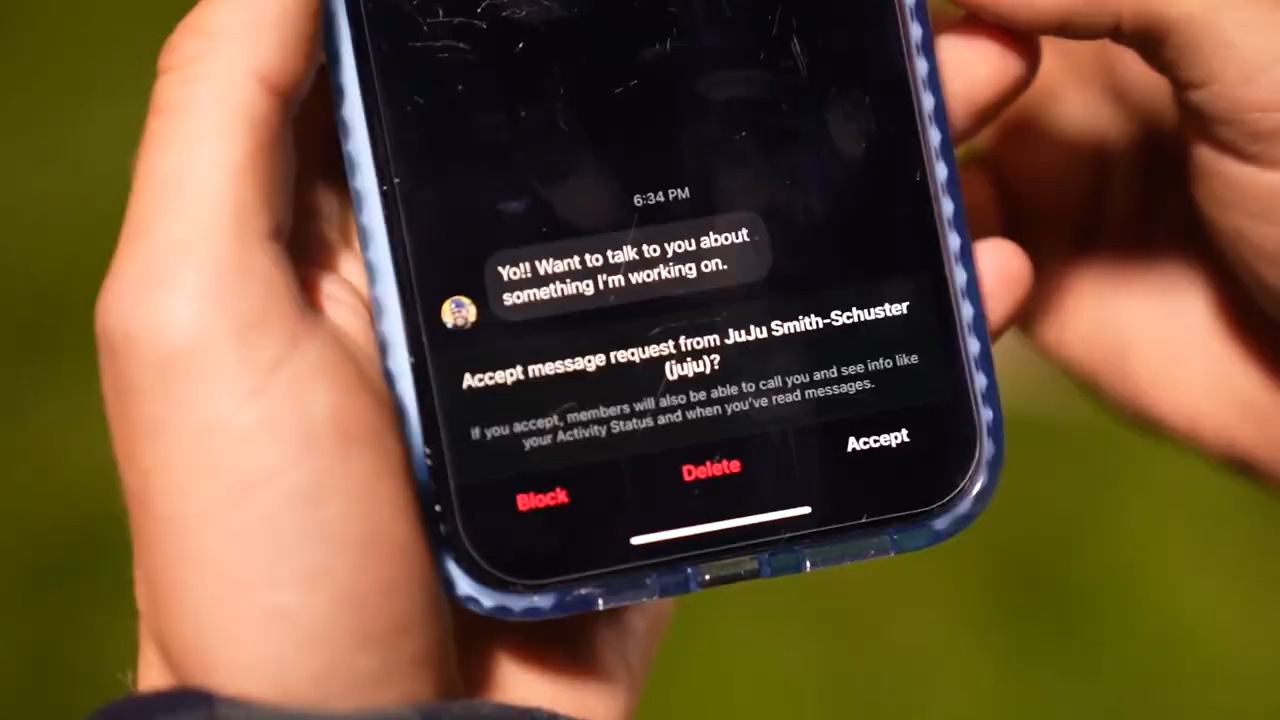 6:34 PM
Yo!! Want to talk to you about
something I'm working on.
Accept message request from JuJu Smith-Schuster
(juju)?
If you accept, members will also be able to call you and see info like
your Activity Status and when you've read messages.
Block
Delete
Accept